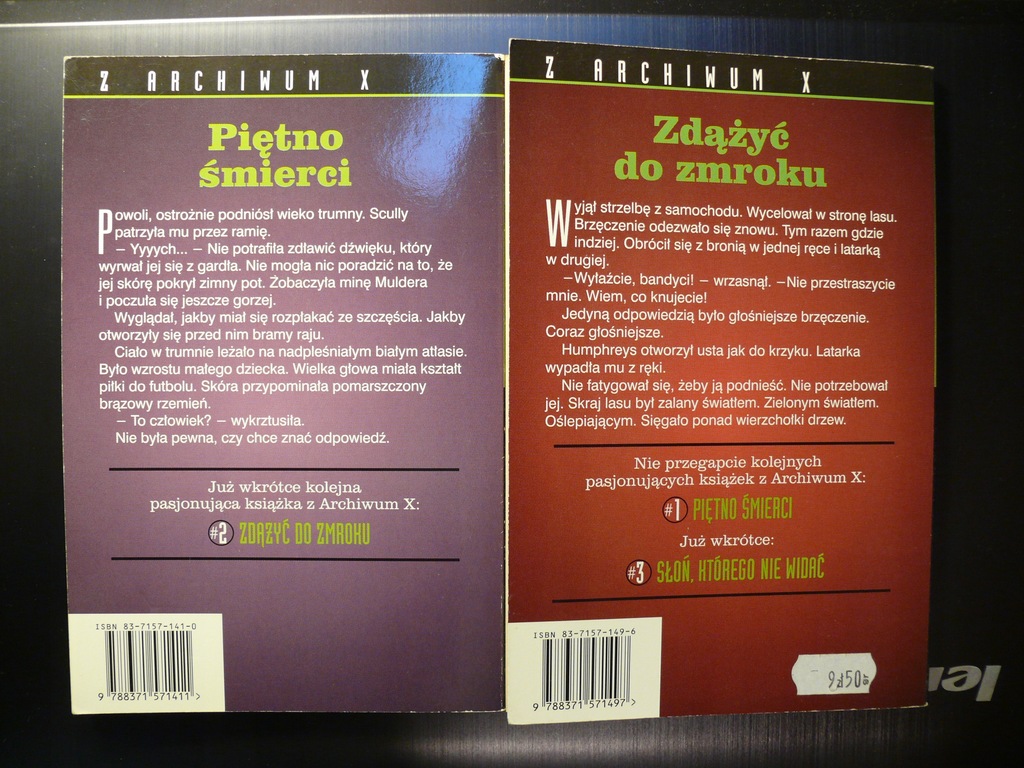 Z ARCHIWUM X
Piętno
śmierci
Powoli, ostrożnie podniósł wieko trumny. Scully
patrzyła mu przez ramię.
– Yyyych... – Nie potrafiła zdławić dźwięku, który
wyrwał jej się z gardła. Nie mogła nic poradzić na to, że
jej skórę pokrył zimny pot. Żobaczyła minę Muldera
i poczuła się jeszcze gorzej.
Wyglądał, jakby miał się rozpłakać ze szczęścia. Jakby
otworzyły się przed nim bramy raju.
Ciało w trumnie leżało na nadpleśniałym białym atłasie.
Było wzrostu małego dziecka. Wielka głowa miała kształt
piłki do futbolu. Skóra przypominała pomarszczony
brązowy rzemień.
– To człowiek? – wykrztusiła.
Nie była pewna, czy chce znać odpowiedź.
Już wkrótce kolejna
pasjonująca książka z Archiwum X:
#2 ZDĄŻYĆ DO ZMROKU
ISBN 83-7157-141-0
9 788371 571411 >
Z ARCHIWUM X
Zdążyć
do zmroku
Wyjął strzelbę z samochodu. Wycelował w stronę lasu.
Brzęczenie odezwało się znowu. Tym razem gdzie
indziej. Obrócił się z bronią w jednej ręce i latarką
w drugiej.
–Wyłaźcie, bandyci! – wrzasnął. –Nie przestraszycie
mnie. Wiem, co knujecie!
Jedyną odpowiedzią było głośniejsze brzęczenie.
Coraz głośniejsze.
Humphreys otworzył usta jak do krzyku. Latarka
wypadła mu z ręki.
Nie fatygował się, żeby ją podnieść. Nie potrzebował
jej. Skraj lasu był zalany światłem. Zielonym światłem.
Oślepiającym. Sięgało ponad wierzchołki drzew.
Nie przegapcie kolejnych
pasjonujących książek z Archiwum X:
#1 PIĘTNO ŚMIERCI
Już wkrótce:
#3 SŁOŃ, KTÓREGO NIE WIDAĆ
ISBN 83-7157-149-6
9 788371 571497 >
9zł50